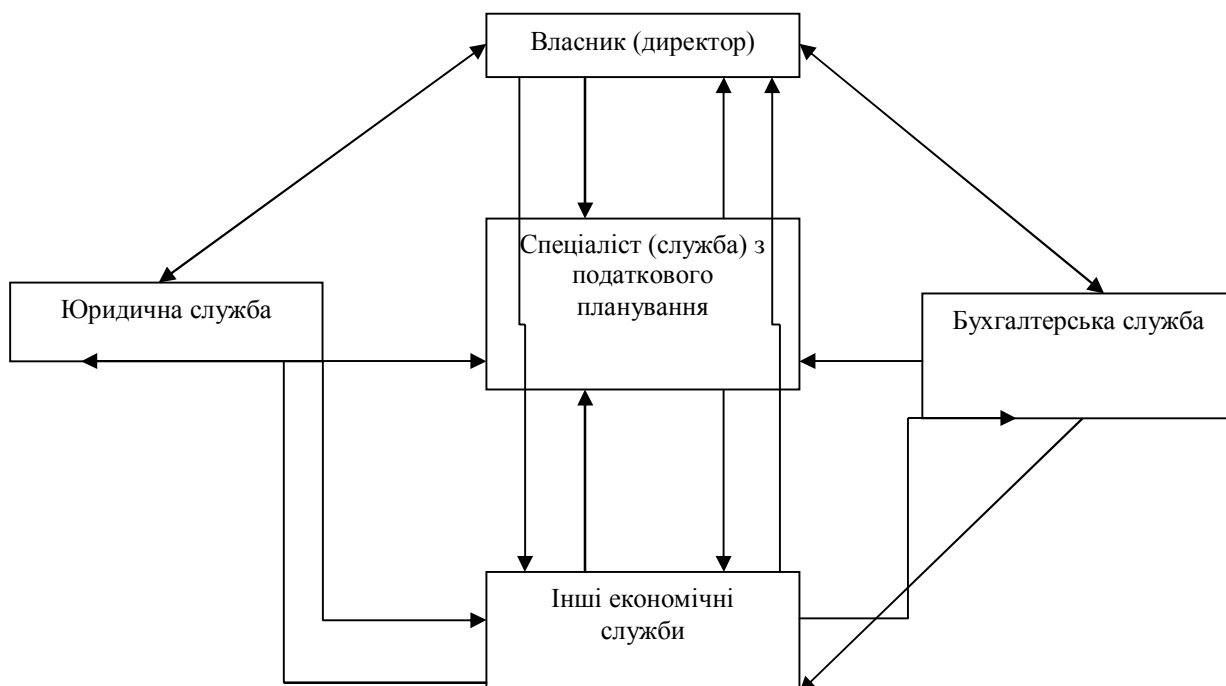 Власник (директор)
Спеціаліст (служба) з
податкового
планування
Юридична служба
Бухгалтерська служба
Інші економічні
служби